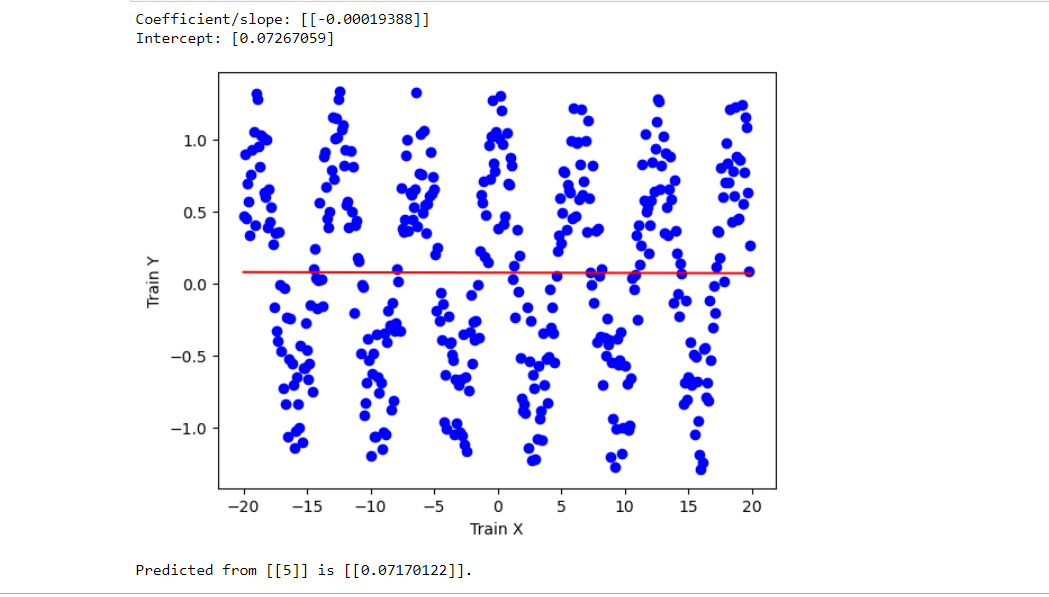 Coefficient/slope: [[-0.00019388]]
Intercept: [0.07267059]
1.0
0.5
0.0
−0.5
−1.0
Train Y
−20 −15 −10 −5 0 5 10 15 20
Train X
Predicted from [[5]] is [[0.07170122]].